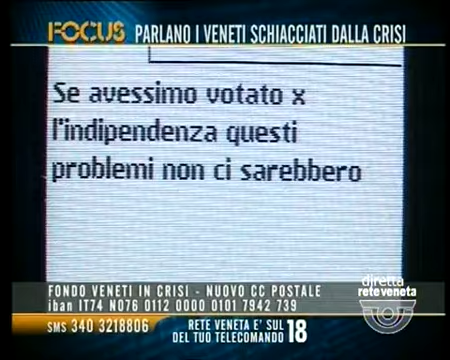 FOCUS PARLANO I VENETI SCHIACCIATI DALLA CRISI
Se avessimo votato x
l'indipendenza questi
problemi non ci sarebbero
FONDO VENETI IN CRISI - NUOVO CC POSTALE
iban IT74 N076 0112 0000 0101 7942 739
diretta
reteveneta
SMS 340 3218806
RETE VENETA E' SUL
DEL TUO TELECOMANDO 18